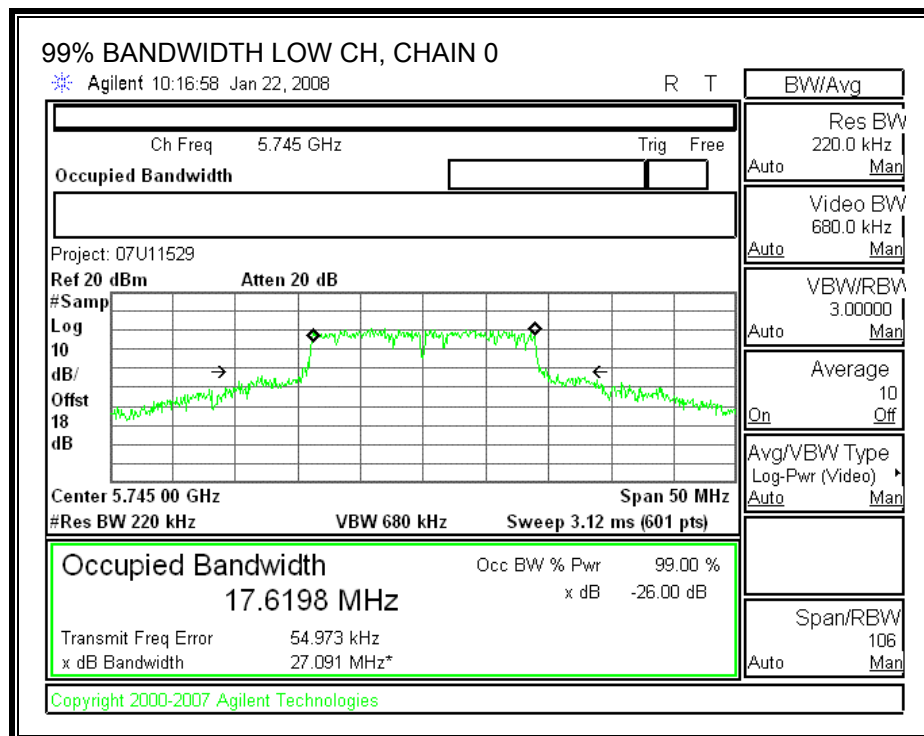 99% BANDWIDTH LOW CH, CHAIN 0
Agilent 10:16:58 Jan 22, 2008 R T
BW/Avg
Ch Freq 5.745 GHz Trig Free
Occupied Bandwidth
Project: 07U11529
Ref 20 dBm Atten 20 dB
#Samp
Log
10
dB/
Offst
18
dB
Center 5.745 00 GHz Span 50 MHz
#Res BW 220 kHz VBW 680 kHz Sweep 3.12 ms (601 pts)
Occupied Bandwidth
17.6198 MHz
Occ BW % Pwr 99.00 %
x dB -26.00 dB
Transmit Freq Error 54.973 kHz
x dB Bandwidth 27.091 MHz*
Copyright 2000-2007 Agilent Technologies
Res BW
220.0 kHz
Auto Man
Video BW
680.0 kHz
Auto Man
VBW/RBW
3.00000
Auto Man
Average
10
On Off
Avg/VBW Type
Log-Pwr (Video)
Auto Man
Span/RBW
106
Auto Man